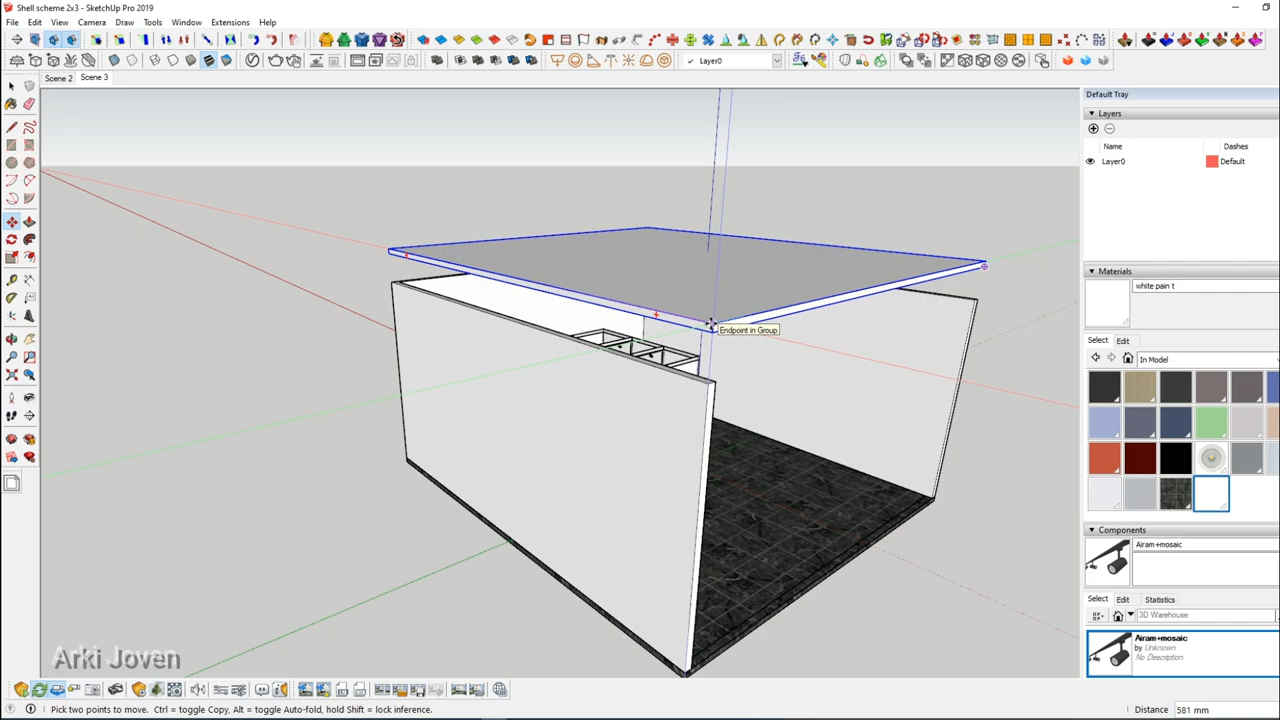 Shell scheme 2x3 - SketchUp Pro 2019
File Edit View Camera Draw Tools Window Extensions Help
Layer0
Scene 2 Scene 3
Default Tray
Layers
Name Dashes
Layer0 Default
Materials
white pain t
Endpoint in Group
Select Edit
In Model
Components
Airam+mosaic
Select Edit Statistics
3D Warehouse
Airam+mosaic
by Unknown
No Description
Arki Joven
Pick two points to move. Ctrl = toggle Copy, Alt = toggle Auto-fold, hold Shift = lock inference.
Distance 581 mm